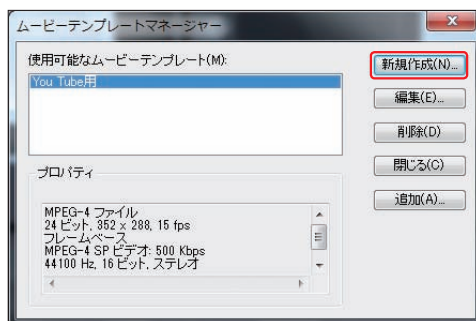 ムービーテンプレートマネージャー
使用可能なムービーテンプレート(M):
You Tube用
新規作成(N)...
編集(E)...
削除(D)
閉じる(C)
追加(A)...
プロパティ
MPEG-4 ファイル
24 ビット, 352 x 288, 15 fps
フレームベース
MPEG-4 SP ビデオ: 500 Kbps
44100 Hz, 16 ビット, ステレオ